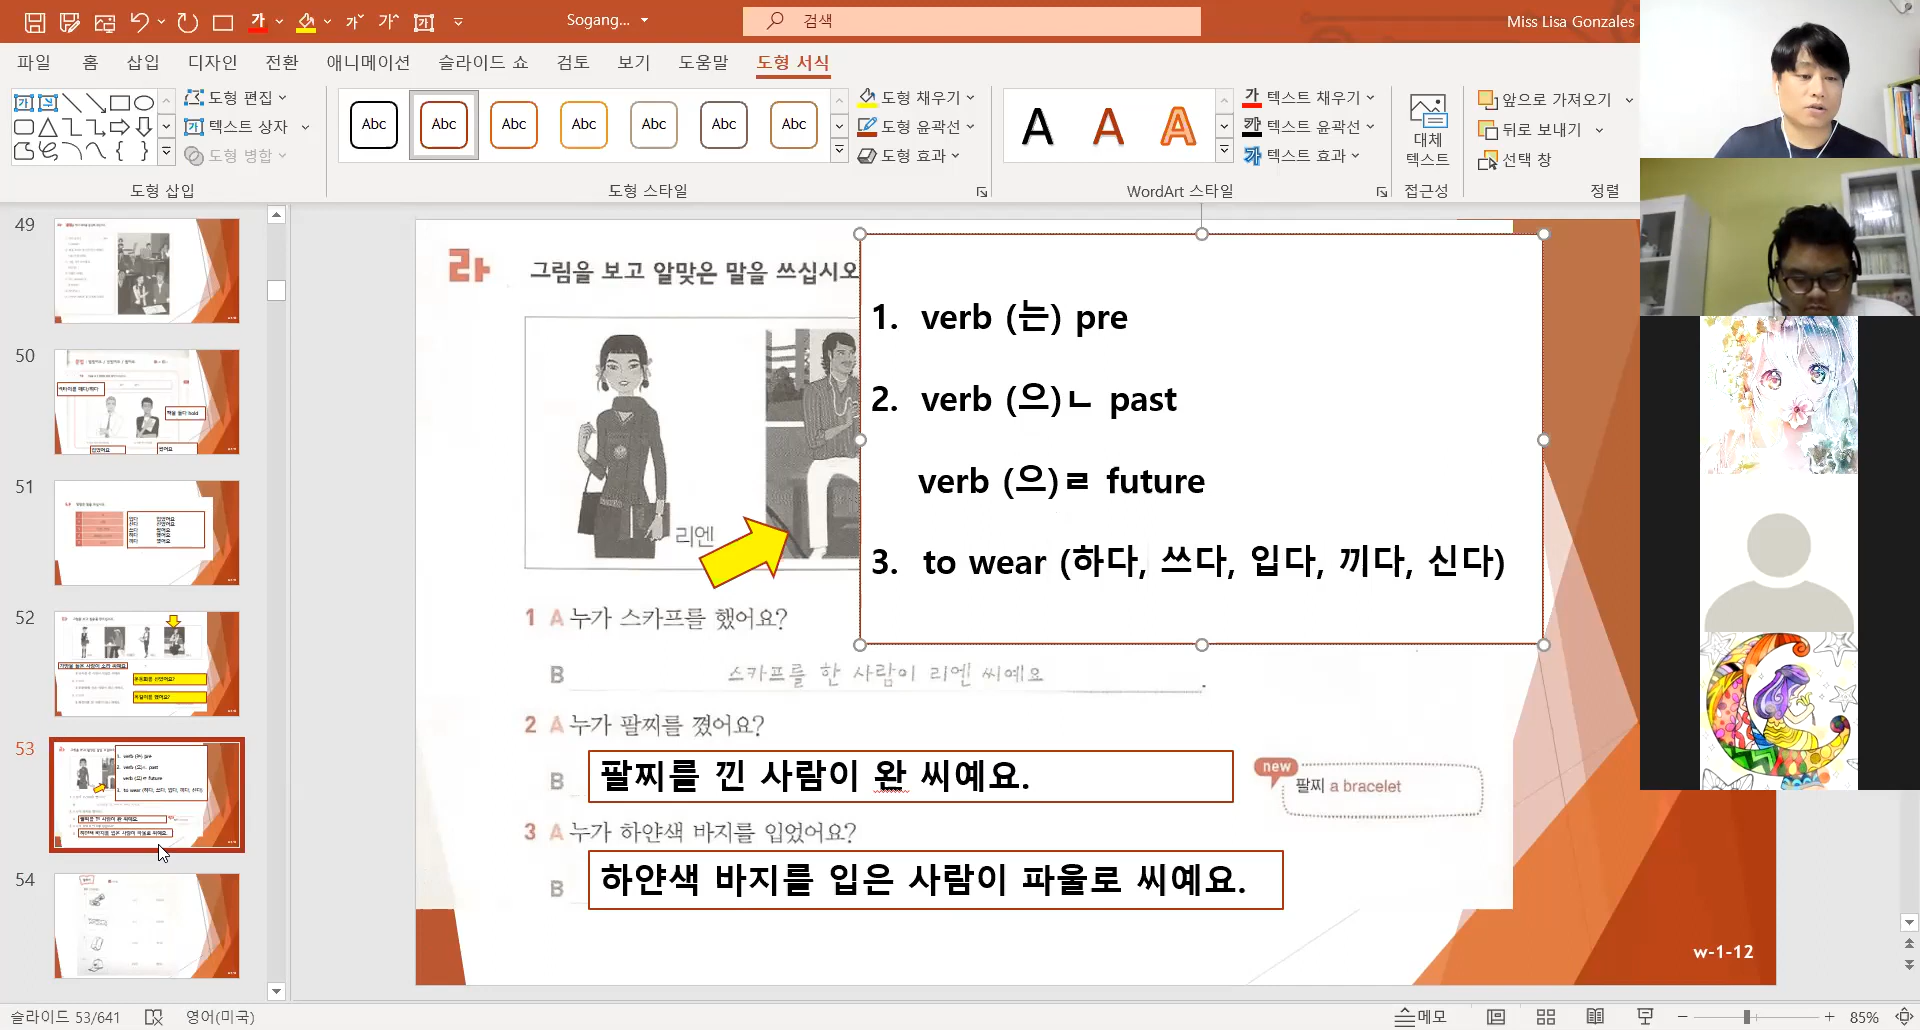 Sogang...
검색
Miss Lisa Gonzales
파일 홈 삽입 디자인 전환 애니메이션 슬라이드 쇼 검토 보기 도움말 도형 서식
도형 편집
텍스트 상자
도형 병합
도형 삽입
Abc Abc Abc Abc Abc Abc Abc
도형 채우기
도형 윤곽선
도형 효과
도형 스타일
A A A
텍스트 채우기
텍스트 윤곽선
텍스트 효과
WordArt 스타일
대체
텍스트
접근성
앞으로 가져오기
뒤로 보내기
선택 창
정렬
49
50
51
52
53
54
라 그림을 보고 알맞은 말을 쓰십시오
리엔
1. verb (는) pre
2. verb (으)ㄴ past
verb (으)ㄹ future
3. to wear (하다, 쓰다, 입다, 끼다, 신다)
1 A 누가 스카프를 했어요?
B 스카프를 한 사람이 리엔 씨예요.
2 A 누가 팔찌를 꼈어요?
B 팔찌를 낀 사람이 완 씨예요.
new
팔찌 a bracelet
3 A 누가 하얀색 바지를 입었어요?
B 하얀색 바지를 입은 사람이 파울로 씨예요.
w-1-12
슬라이드 53/641
영어(미국)
메모
85%